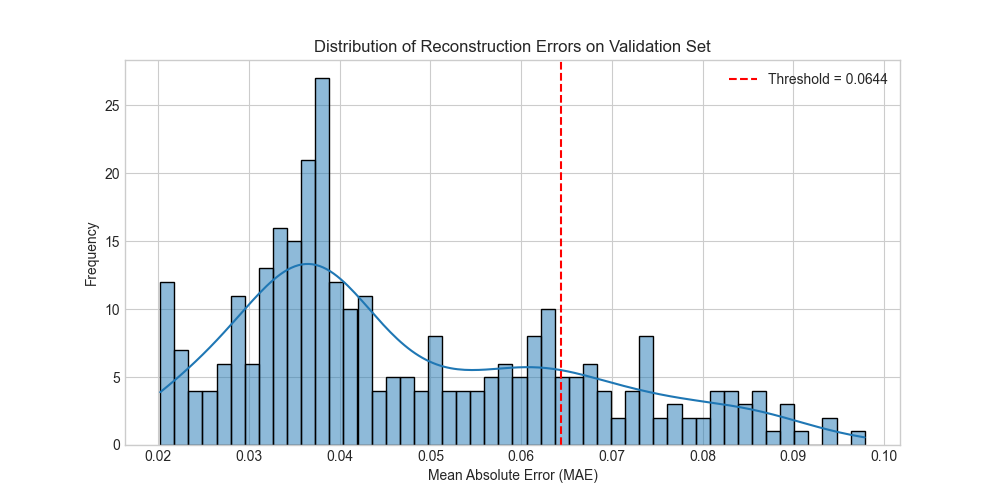 Distribution of Reconstruction Errors on Validation Set
Threshold = 0.0644
Frequency
25
20
15
10
5
0
0.02 0.03 0.04 0.05 0.06 0.07 0.08 0.09 0.10
Mean Absolute Error (MAE)